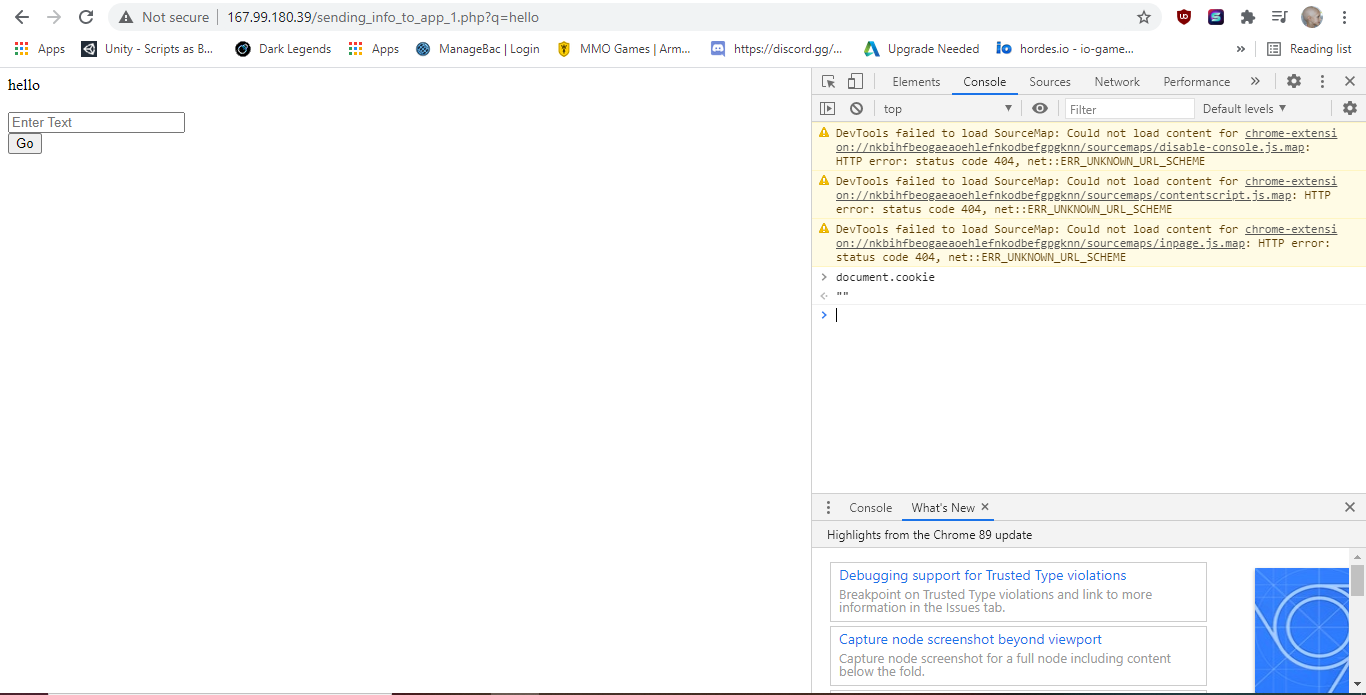 Not secure 167.99.180.39/sending_info_to_app_1.php?q=hello
Apps Unity - Scripts as B... Dark Legends Apps ManageBac | Login MMO Games | Arm... https://discord.gg/... Upgrade Needed hordes.io - io-game... » Reading list
hello
Enter Text
Go
Elements Console Sources Network Performance »
top Filter Default levels
DevTools failed to load SourceMap: Could not load content for chrome-extensi
on://nkbihfbeogaeaoehlefnkodbefgpgknn/sourcemaps/disable-console.js.map:
HTTP error: status code 404, net::ERR_UNKNOWN_URL_SCHEME
DevTools failed to load SourceMap: Could not load content for chrome-extensi
on://nkbihfbeogaeaoehlefnkodbefgpgknn/sourcemaps/contentscript.js.map: HTTP
error: status code 404, net::ERR_UNKNOWN_URL_SCHEME
DevTools failed to load SourceMap: Could not load content for chrome-extensi
on://nkbihfbeogaeaoehlefnkodbefgpgknn/sourcemaps/inpage.js.map: HTTP error:
status code 404, net::ERR_UNKNOWN_URL_SCHEME
document.cookie
""
Console What's New
Highlights from the Chrome 89 update
Debugging support for Trusted Type violations
Breakpoint on Trusted Type violations and link to more
information in the Issues tab.
Capture node screenshot beyond viewport
Capture node screenshot for a full node including content
below the fold.